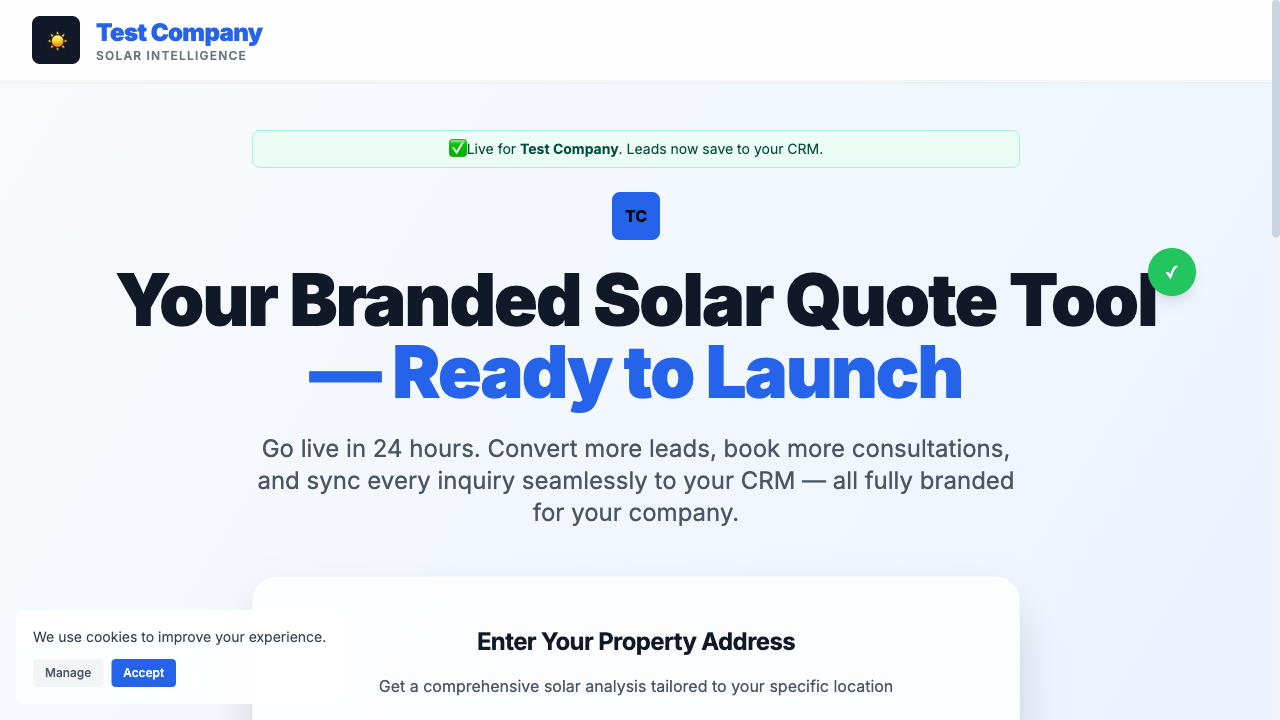 Test Company
SOLAR INTELLIGENCE
✅Live for Test Company. Leads now save to your CRM.
TC
✓
Your Branded Solar Quote Tool
— Ready to Launch
Go live in 24 hours. Convert more leads, book more consultations,
and sync every inquiry seamlessly to your CRM — all fully branded
for your company.
Enter Your Property Address
Get a comprehensive solar analysis tailored to your specific location
We use cookies to improve your experience.
Manage
Accept